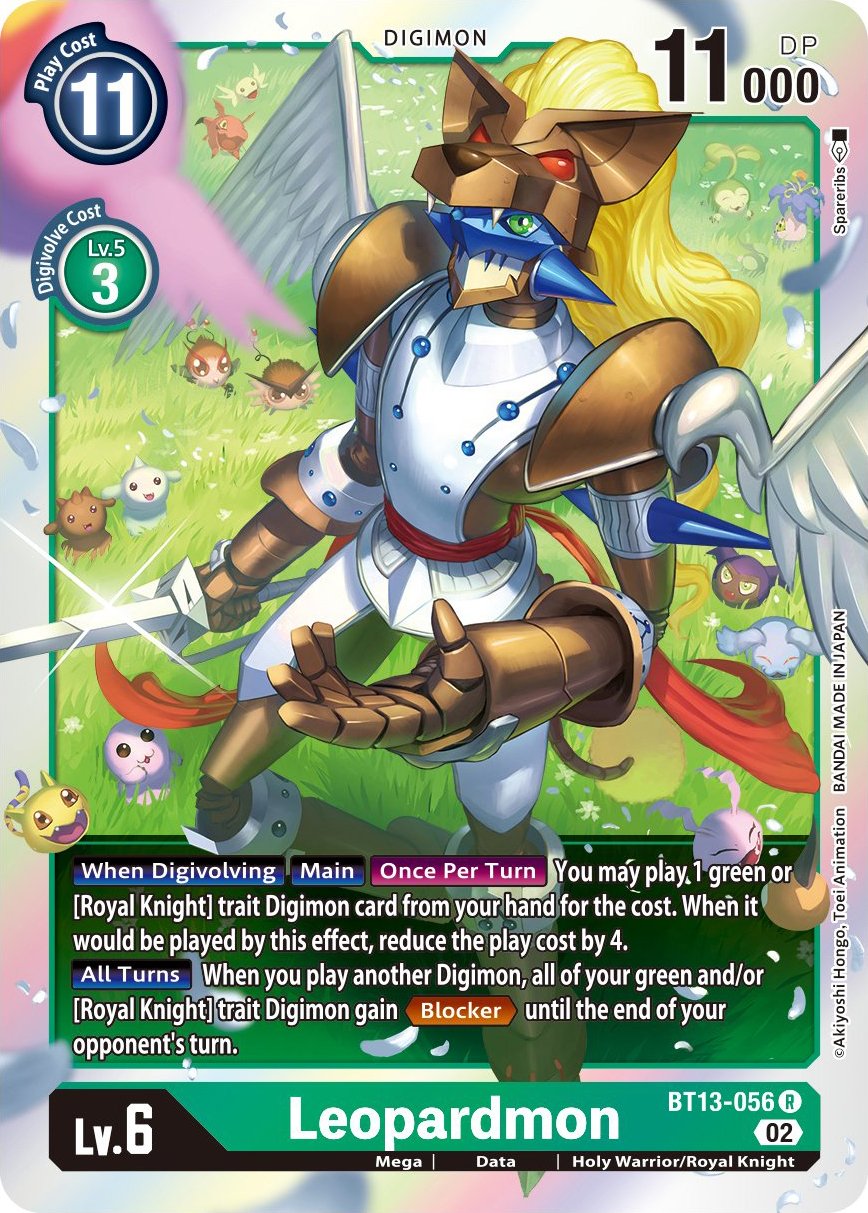 DIGIMON
Play Cost
11
11000
DP
Digivolve Cost
Lv.5
3
Spareribs
When Digivolving Main Once Per Turn You may play 1 green or
[Royal Knight] trait Digimon card from your hand for the cost. When it
would be played by this effect, reduce the play cost by 4.
All Turns When you play another Digimon, all of your green and/or
[Royal Knight] trait Digimon gain Blocker until the end of your
opponent's turn.
©Akiyoshi Hongo, Toei Animation BANDAI MADE IN JAPAN
Lv.6
Leopardmon
BT13-056 R
02
Mega | Data | Holy Warrior/Royal Knight